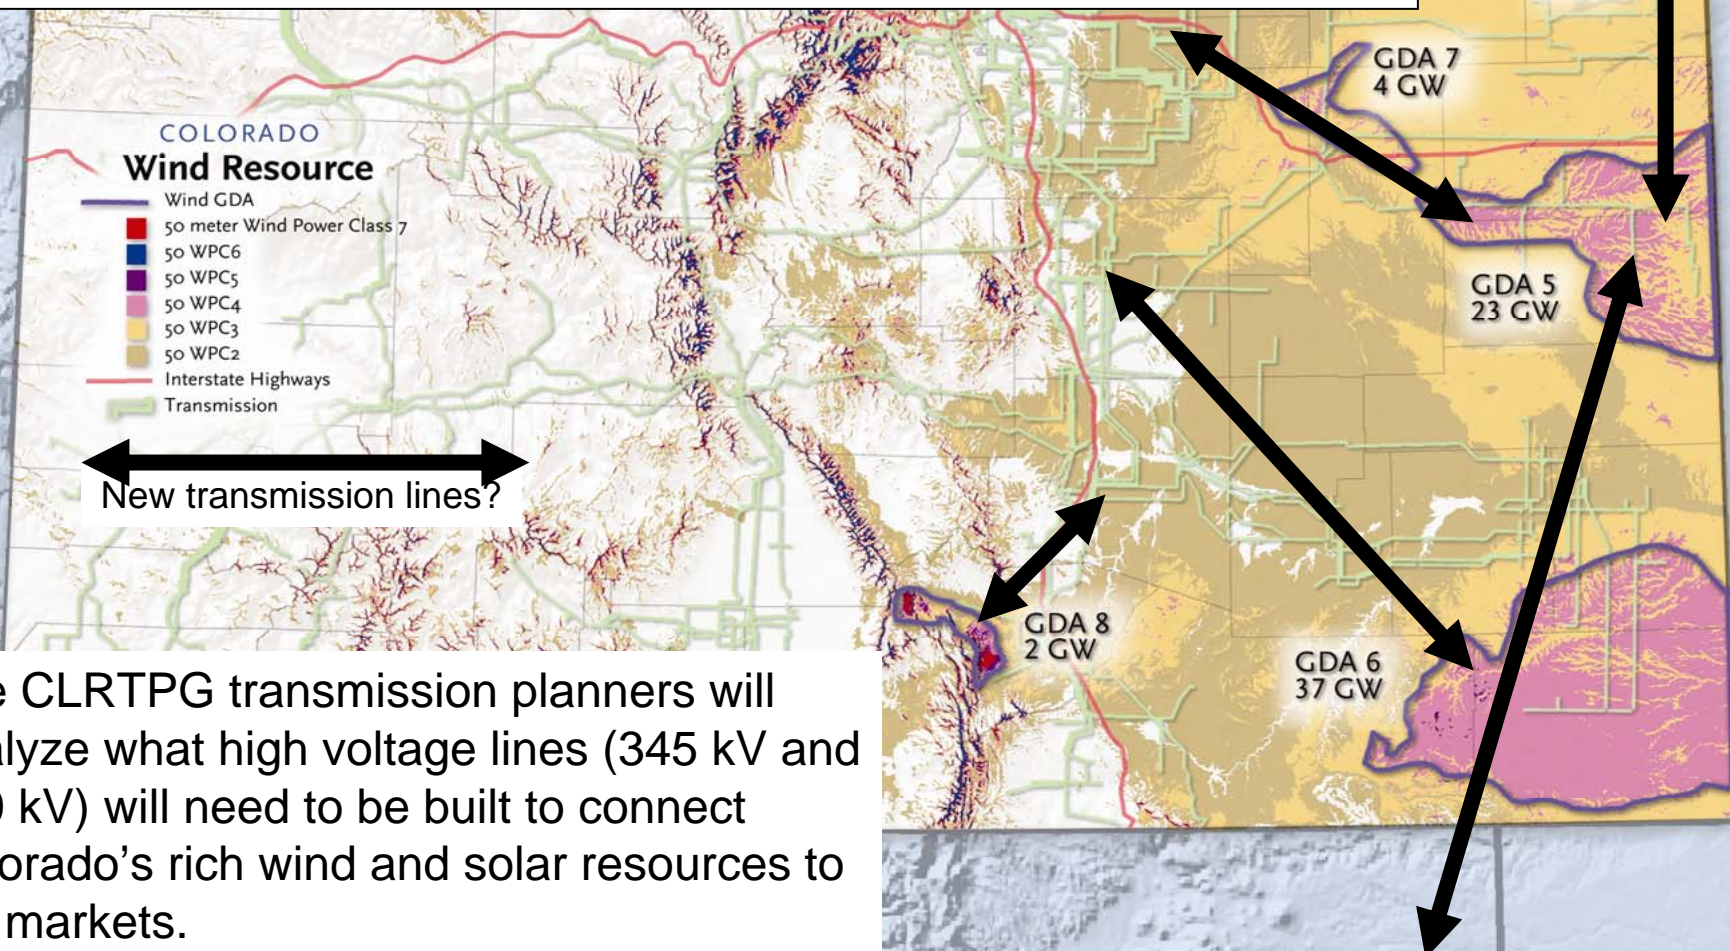 GDA 7
4 GW
COLORADO
Wind Resource
Wind GDA
50 meter Wind Power Class 7
50 WPC6
50 WPC5
50 WPC4
50 WPC3
50 WPC2
Interstate Highways
Transmission
GDA 5
23 GW
New transmission lines?
GDA 8
2 GW
GDA 6
37 GW
CLRTPG transmission planners will
what high voltage lines (345 kV and
kV) will need to be built to connect
rich wind and solar resources to
markets.